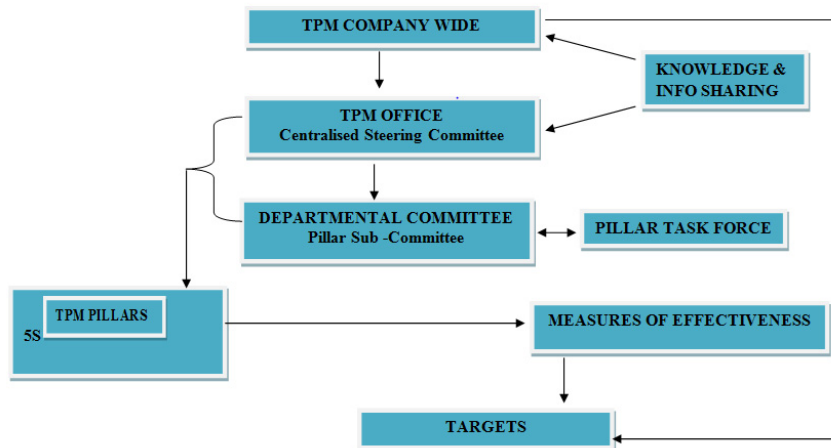 TPM COMPANY WIDE
KNOWLEDGE &
INFO SHARING
TPM OFFICE
Centralised Steering Committee
DEPARTMENTAL COMMITTEE
Pillar Sub -Committee
PILLAR TASK FORCE
TPM PILLARS
5S
MEASURES OF EFFECTIVENESS
TARGETS